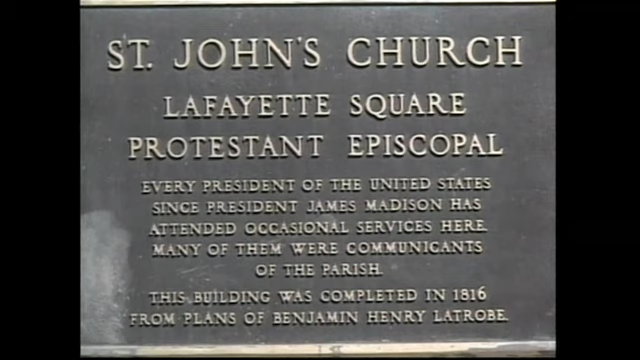 ST. JOHN'S CHURCH
LAFAYETTE SQUARE
PROTESTANT EPISCOPAL
EVERY PRESIDENT OF THE UNITED STATES
SINCE PRESIDENT JAMES MADISON HAS
ATTENDED OCCASIONAL SERVICES HERE.
MANY OF THEM WERE COMMUNICANTS
OF THE PARISH.
THIS BUILDING WAS COMPLETED IN 1816
FROM PLANS OF BENJAMIN HENRY LATROBE.